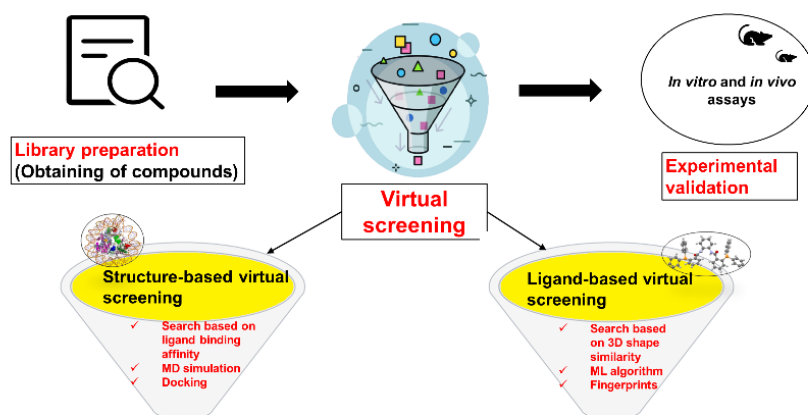 Library preparation
(Obtaining of compounds)
Virtual
screening
In vitro and in vivo
assays
Experimental
validation
Structure-based virtual
screening
✓ Search based on
ligand binding
affinity
✓ MD simulation
✓ Docking
Ligand-based virtual
screening
✓ Search based
on 3D shape
similarity
✓ ML algorithm
✓ Fingerprints